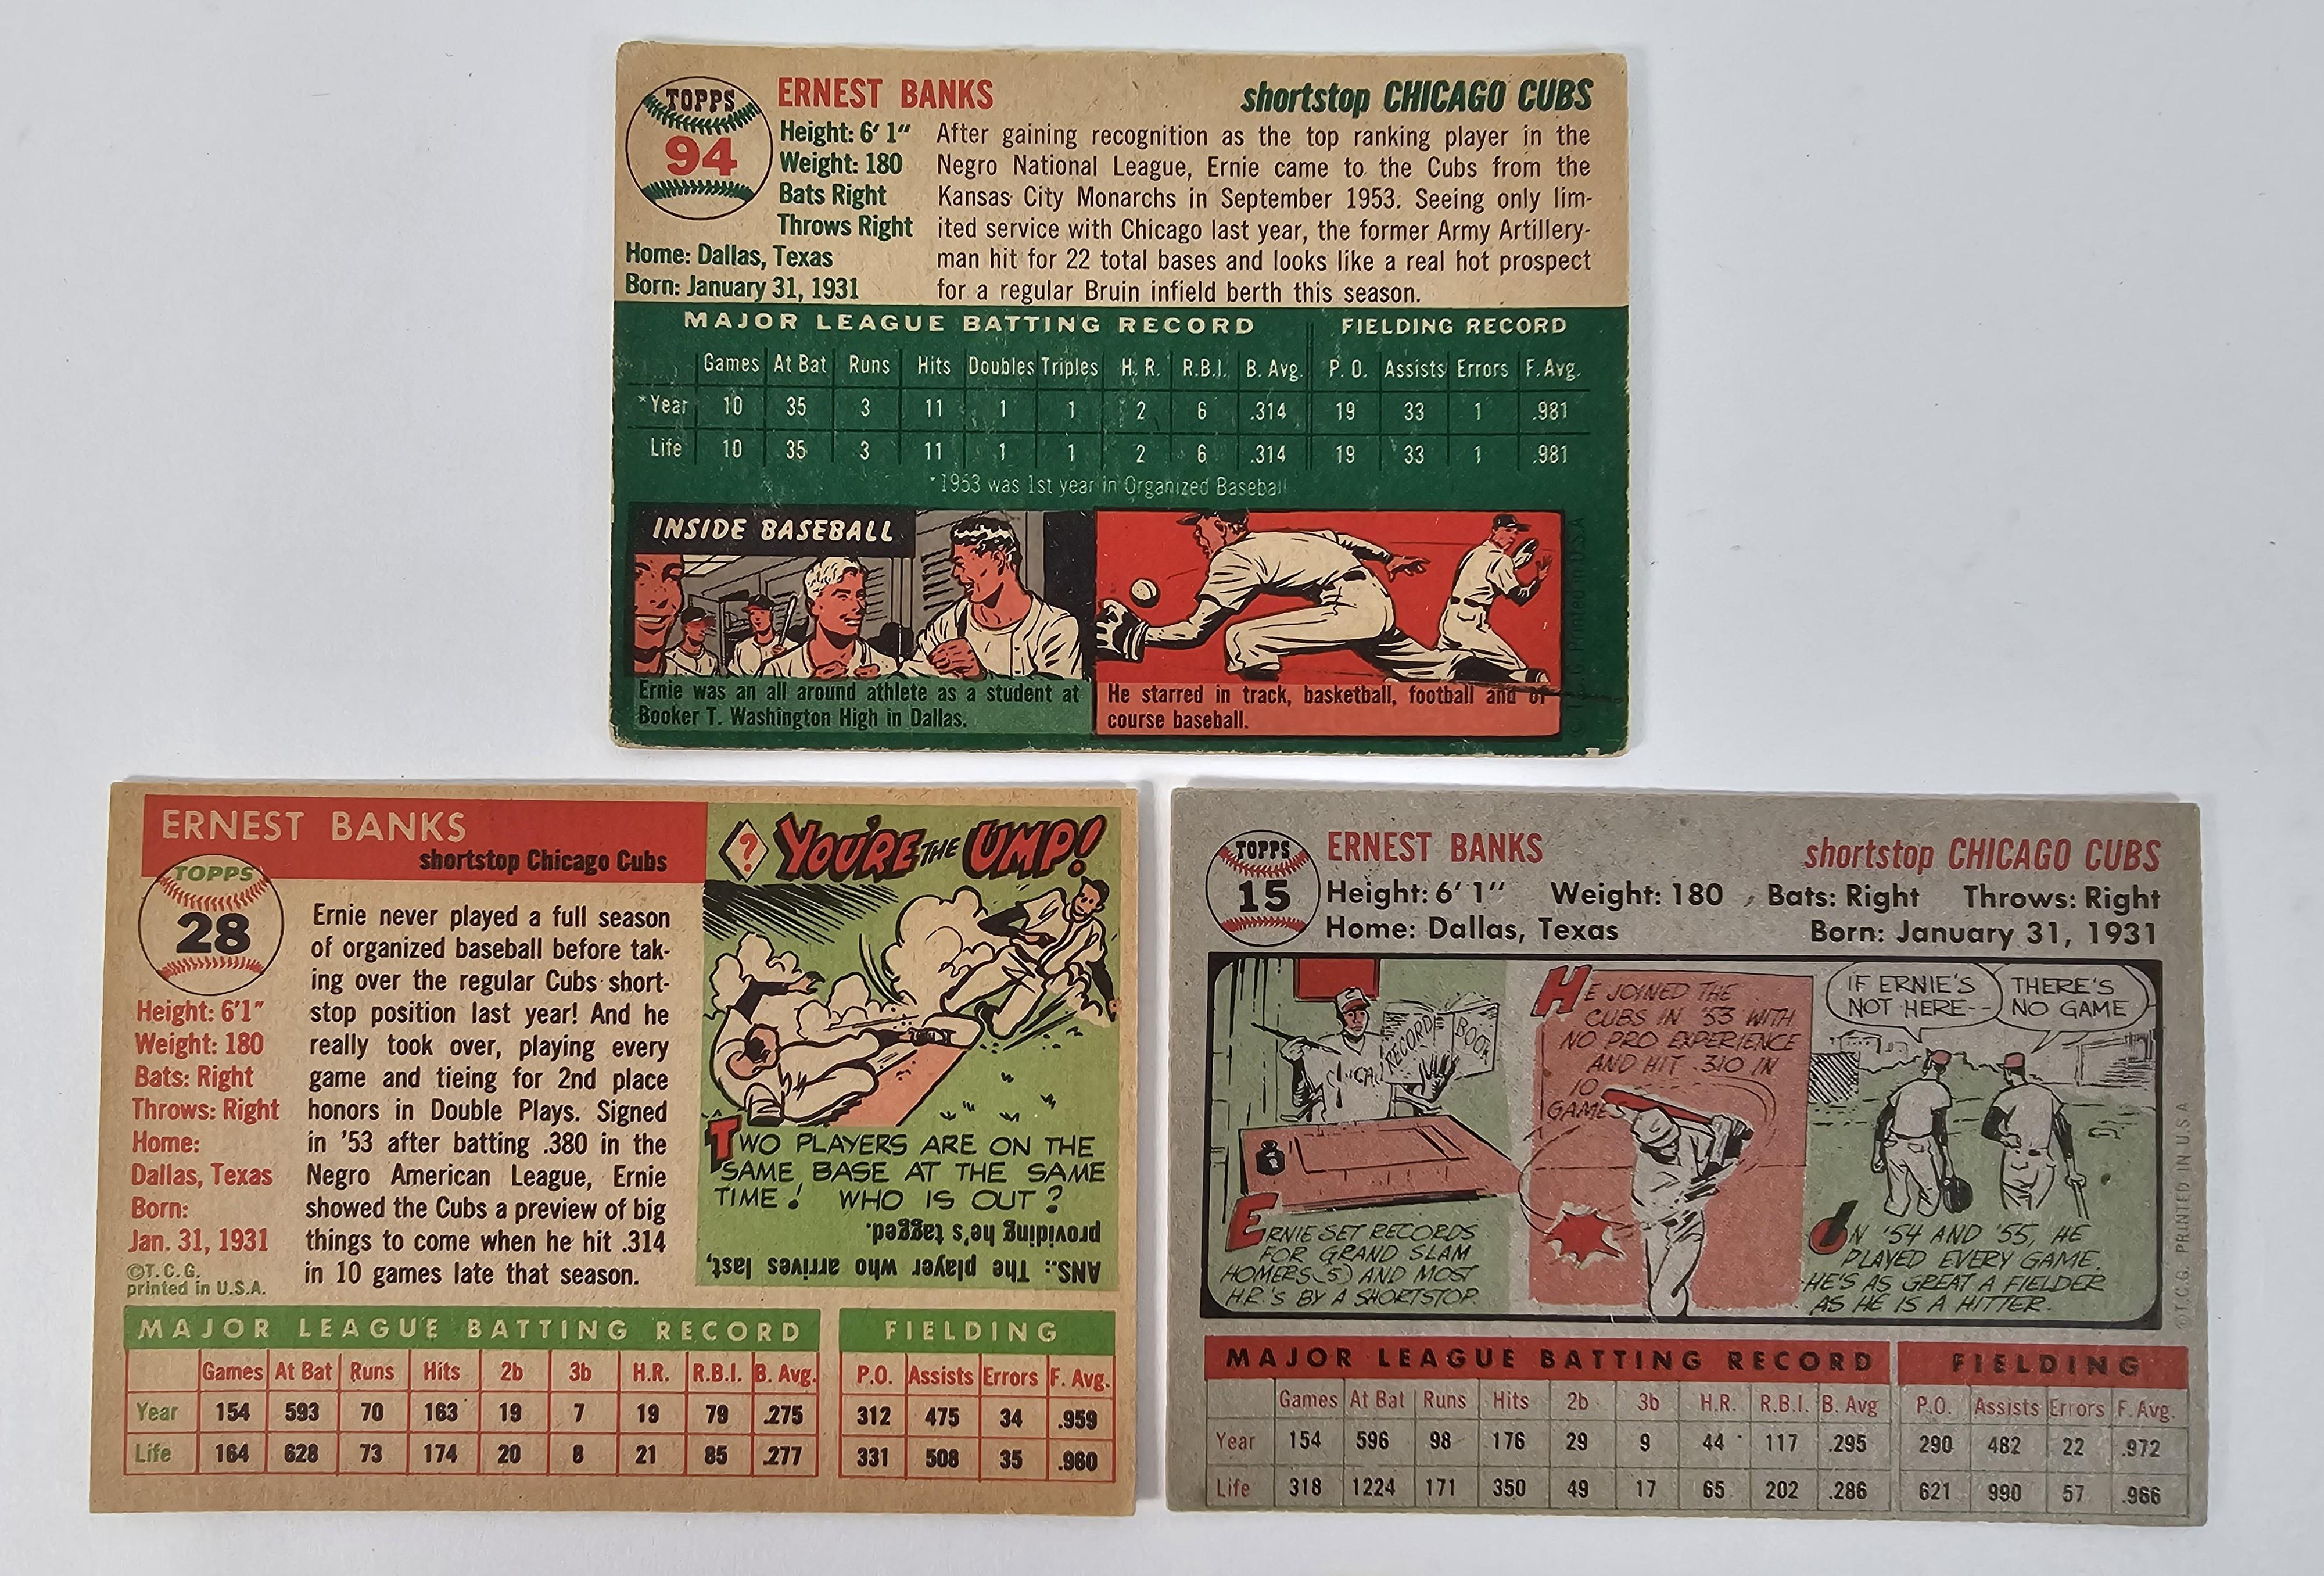 TOPPS
94
ERNEST BANKS
shortstop CHICAGO CUBS
Height: 6' 1"
Weight: 180
Bats Right
Throws Right
Home: Dallas, Texas
Born: January 31, 1931
After gaining recognition as the top ranking player in the
Negro National League, Ernie came to the Cubs from the
Kansas City Monarchs in September 1953. Seeing only lim-
ited service with Chicago last year, the former Army Artillery-
man hit for 22 total bases and looks like a real hot prospect
for a regular Bruin infield berth this season.
MAJOR LEAGUE BATTING RECORD FIELDING RECORD
Games At Bat Runs Hits Doubles Triples H. R. R.B.I. B. Avg. P. O. Assists Errors F. Avg.
*Year 10 35 3 11 1 1 2 6 .314 19 33 1 .981
Life 10 35 3 11 1 1 2 6 .314 19 33 1 .981
*1953 was 1st year in Organized Baseball
INSIDE BASEBALL
Ernie was an all around athlete as a student at
Booker T. Washington High in Dallas.
He starred in track, basketball, football and of
course baseball.
Printed in U.S.A.
ERNEST BANKS
shortstop Chicago Cubs
TOPPS
28
Height: 6'1"
Weight: 180
Bats: Right
Throws: Right
Home:
Dallas, Texas
Born:
Jan. 31, 1931
©T. C. G.
printed in U.S.A.
Ernie never played a full season
of organized baseball before tak-
ing over the regular Cubs short-
stop position last year! And he
really took over, playing every
game and tieing for 2nd place
honors in Double Plays. Signed
in '53 after batting .380 in the
Negro American League, Ernie
showed the Cubs a preview of big
things to come when he hit .314
in 10 games late that season.
? YOU'RE THE UMP!
TWO PLAYERS ARE ON THE
SAME BASE AT THE SAME
TIME! WHO IS OUT?
ANS.: The player who arrives last,
providing he's tagged.
MAJOR LEAGUE BATTING RECORD FIELDING
Games At Bat Runs Hits 2b 3b H.R. R.B.I. B. Avg. P.O. Assists Errors F. Avg.
Year 154 593 70 163 19 7 19 79 .275 312 475 34 .959
Life 164 628 73 174 20 8 21 85 .277 331 508 35 .960
TOPPS
15
ERNEST BANKS
shortstop CHICAGO CUBS
Height: 6' 1" Weight: 180 Bats: Right Throws: Right
Home: Dallas, Texas Born: January 31, 1931
RECORD BOOK
CHICA
ERNIE SET RECORDS
FOR GRAND SLAM
HOMERS (5) AND MOST
H.R.'S BY A SHORTSTOP.
HE JOINED THE
CUBS IN '53 WITH
NO PRO EXPERIENCE
AND HIT .310 IN
10
GAMES
IF ERNIE'S
NOT HERE--
THERE'S
NO GAME
IN '54 AND '55, HE
PLAYED EVERY GAME.
HE'S AS GREAT A FIELDER
AS HE IS A HITTER.
©T.C.G. PRINTED IN U.S.A.
MAJOR LEAGUE BATTING RECORD FIELDING
Games At Bat Runs Hits 2b 3b H.R. R.B.I. B. Avg P.O. Assists Errors F. Avg.
Year 154 596 98 176 29 9 44 117 .295 290 482 22 .972
Life 318 1224 171 350 49 17 65 202 .286 621 990 57 .966